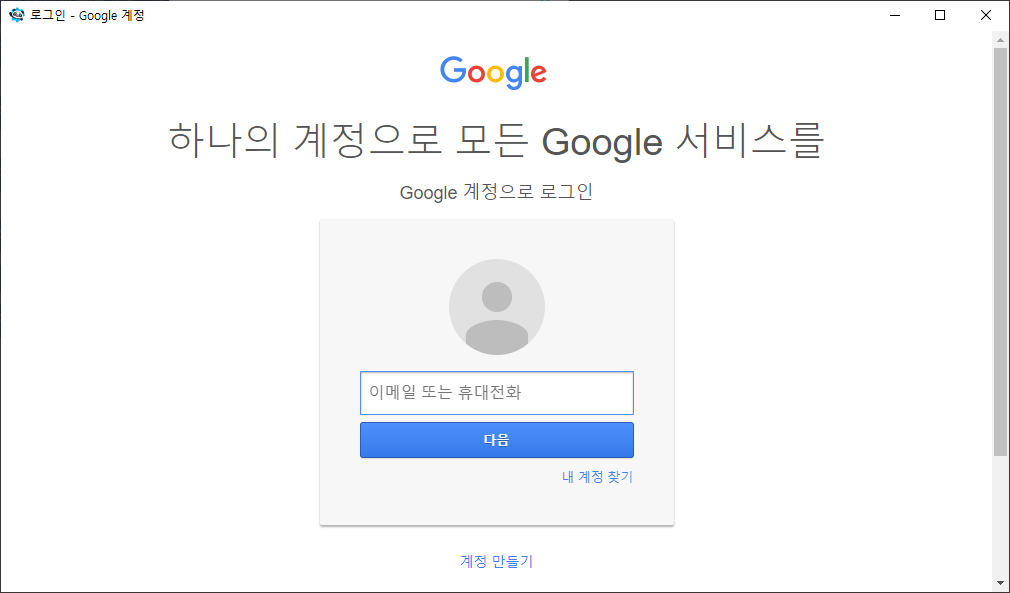 로그인 - Google 계정
Google
하나의 계정으로 모든 Google 서비스를
Google 계정으로 로그인
이메일 또는 휴대전화
다음
내 계정 찾기
계정 만들기